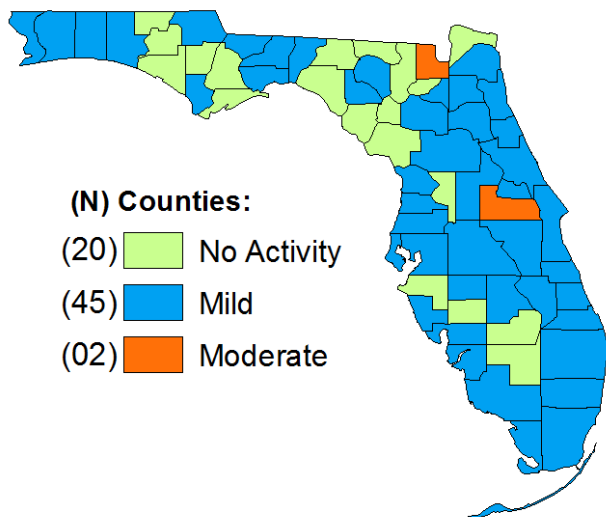 (N) Counties:
(20) No Activity
(45) Mild
(02) Moderate